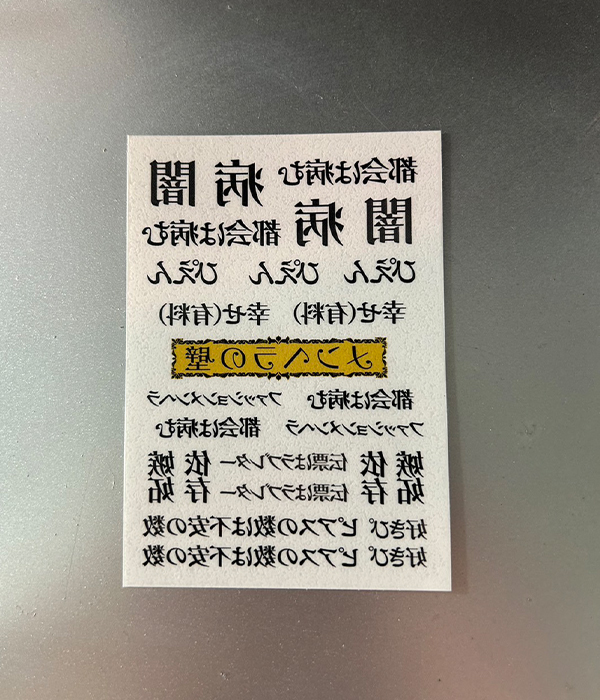 都会は病む 病 闇
闇 病 都会は病む
ぴえん ぴえん ぴえん
幸せ(有料) 幸せ(有料)
メンヘラの壁
都会は病む ファッションメンヘラ
ファッションメンヘラ 都会は病む
嫉妬 依存 伝票はラブレター 依存 嫉妬
伝票はラブレター
好きぴ ピアスの数は不安の数
好きぴ ピアスの数は不安の数